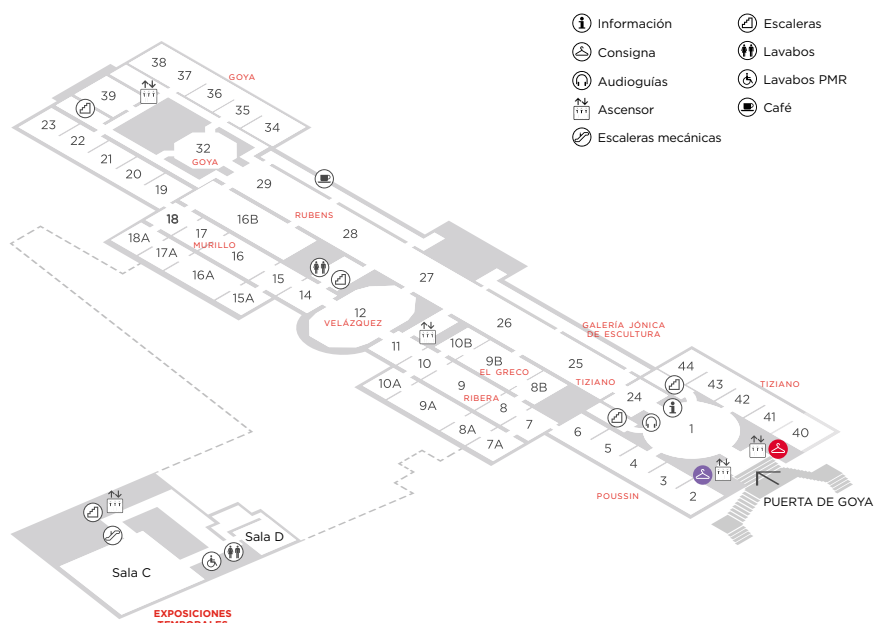 Información
Consigna
Audioguías
Ascensor
Escaleras mecánicas
Escaleras
Lavabos
Lavabos PMR
Café
38
37
GOYA
36
39
35
34
23
22
32
GOYA
21
20
19
29
18
17
16B
RUBENS
28
18A
MURILLO
17A
16
16A
15
27
15A
14
12
VELÁZQUEZ
26
GALERÍA JÓNICA
DE ESCULTURA
11
10B
10
9B
25
44
EL GRECO
TIZIANO
43
TIZIANO
10A
9
8B
24
42
RIBERA
9A
8
41
7
6
1
40
8A
5
7A
4
3
2
POUSSIN
PUERTA DE GOYA
Sala D
Sala C
EXPOSICIONES
TEMPORALES